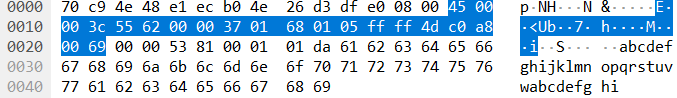 0000 70 c9 4e 48 e1 ec b0 4e 26 d3 df e0 08 00 45 00 p·NH···N &·····E·
0010 00 3c 55 62 00 00 37 01 68 01 05 ff ff 4d c0 a8 ·<Ub··7· h····M··
0020 00 69 00 00 53 81 00 01 01 da 61 62 63 64 65 66 ·i··S··· ··abcdef
0030 67 68 69 6a 6b 6c 6d 6e 6f 70 71 72 73 74 75 76 ghijklmn opqrstuv
0040 77 61 62 63 64 65 66 67 68 69 wabcdefg hi